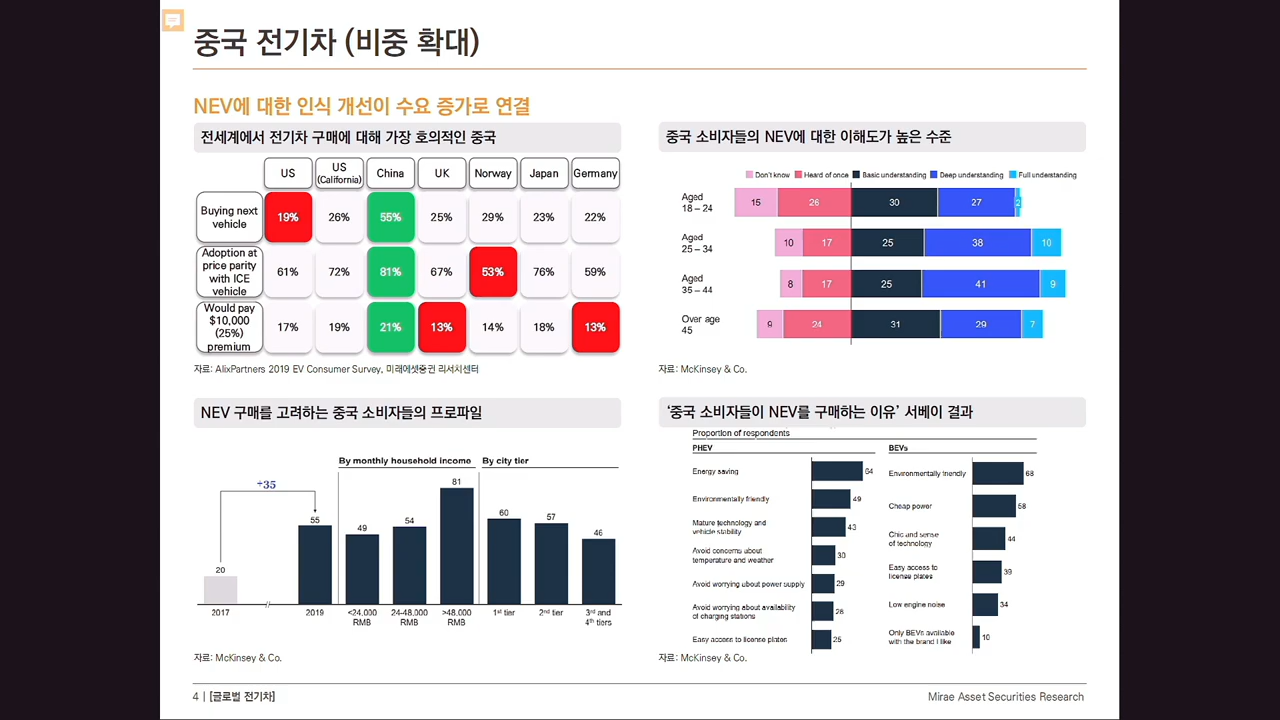 중국 전기차 (비중 확대)
NEV에 대한 인식 개선이 수요 증가로 연결
전세계에서 전기차 구매에 대해 가장 호의적인 중국
US
US
(California)
China
UK
Norway
Japan
Germany
Buying next
vehicle
19%
26%
55%
25%
29%
23%
22%
Adoption at
price parity
with ICE
vehicle
61%
72%
81%
67%
53%
76%
59%
Would pay
$10,000
(25%)
premium
17%
19%
21%
13%
14%
18%
13%
자료: AlixPartners 2019 EV Consumer Survey, 미래에셋증권 리서치센터
중국 소비자들의 NEV에 대한 이해도가 높은 수준
Don't know
Heard of once
Basic understanding
Deep understanding
Full understanding
Aged
18 – 24
15
26
30
27
2
Aged
25 – 34
10
17
25
38
10
Aged
35 – 44
8
17
25
41
9
Over age
45
9
24
31
29
7
자료: McKinsey & Co.
NEV 구매를 고려하는 중국 소비자들의 프로파일
By monthly household income
By city tier
+35
20
55
49
54
81
60
57
46
2017
2019
<24,000
RMB
24-48,000
RMB
>48,000
RMB
1st tier
2nd tier
3rd and
4th tiers
자료: McKinsey & Co.
‘중국 소비자들이 NEV를 구매하는 이유’ 서베이 결과
Proportion of respondents
PHEV
Energy saving
64
Environmentally friendly
49
Mature technology and
vehicle stability
43
Avoid concerns about
temperature and weather
30
Avoid worrying about power supply
29
Avoid worrying about availability
of charging stations
26
Easy access to license plates
25
BEVs
Environmentally friendly
68
Cheap power
58
Chic and sense
of technology
44
Easy access to
license plates
39
Low engine noise
34
Only BEVs available
with the brand I like
10
자료: McKinsey & Co.
4 | [글로벌 전기차]
Mirae Asset Securities Research